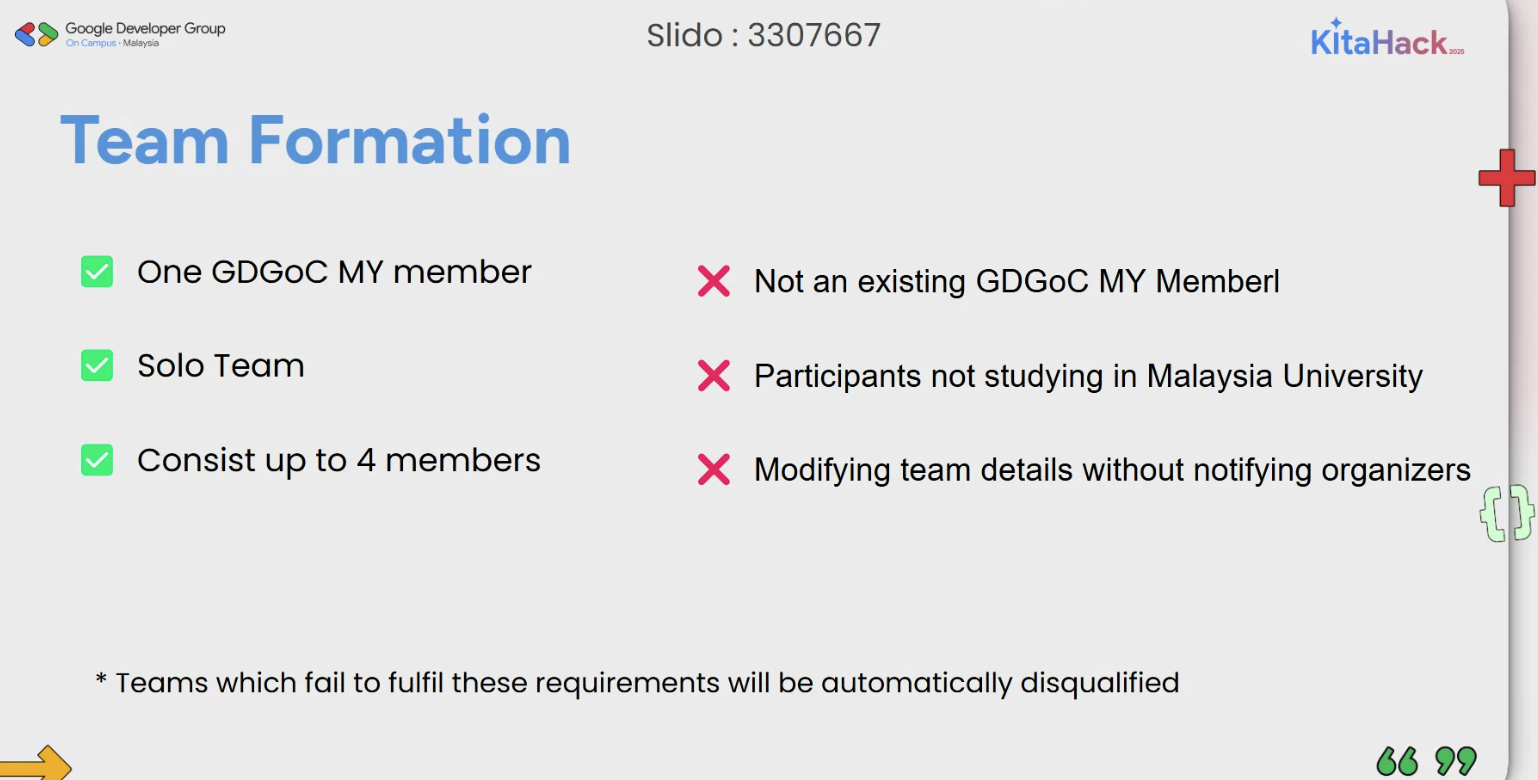 Google Developer Group
On Campus · Malaysia
Slido : 3307667
KitaHack 2025
Team Formation
One GDGoC MY member
Solo Team
Consist up to 4 members
Not an existing GDGoC MY Memberl
Participants not studying in Malaysia University
Modifying team details without notifying organizers
* Teams which fail to fulfil these requirements will be automatically disqualified